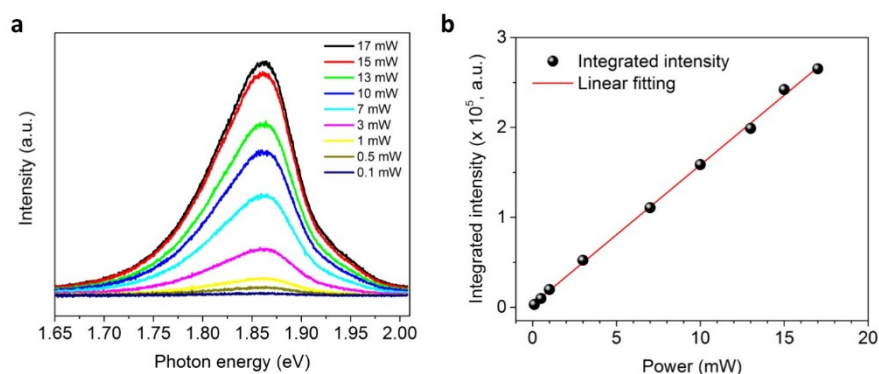 a
17 mW
15 mW
13 mW
10 mW
7 mW
3 mW
1 mW
0.5 mW
0.1 mW
Intensity (a.u.)
1.65 1.70 1.75 1.80 1.85 1.90 1.95 2.00
Photon energy (eV)
b
3
2
1
0
Integrated intensity
Linear fitting
Integrated intensity (x 10⁵, a.u.)
0 5 10 15 20
Power (mW)